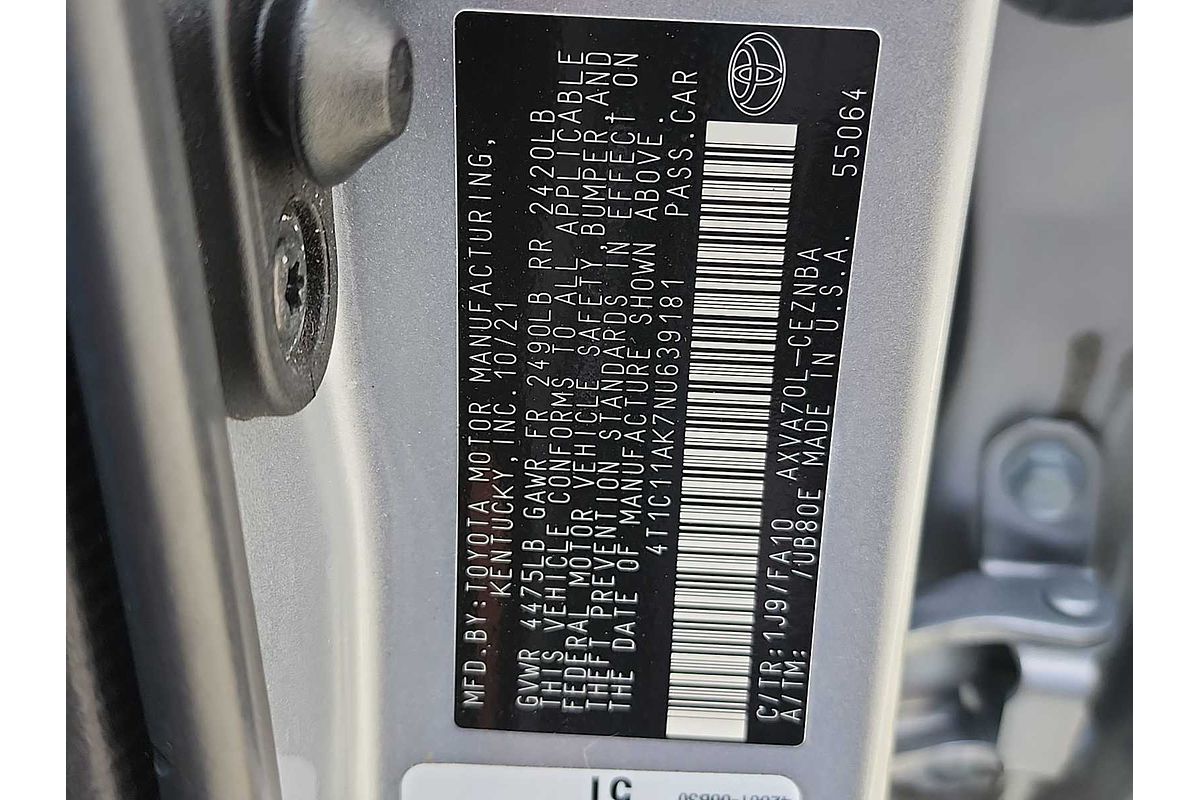 MFD.BY:TOYOTA MOTOR MANUFACTURING,
KENTUCKY, INC. 10/21
GVWR 4475LB GAWR FR 2490LB RR 2420LB
THIS VEHICLE CONFORMS TO ALL APPLICABLE
FEDERAL MOTOR VEHICLE SAFETY, BUMPER, AND
THEFT PREVENTION STANDARDS IN EFFECT ON
THE DATE OF MANUFACTURE SHOWN ABOVE.
4T1C11AK7NU639181 PASS.CAR
C/TR:1J9/FA10 AXVA70L-CEZNBA 55064
A/TM: /UB80E MADE IN U.S.A.